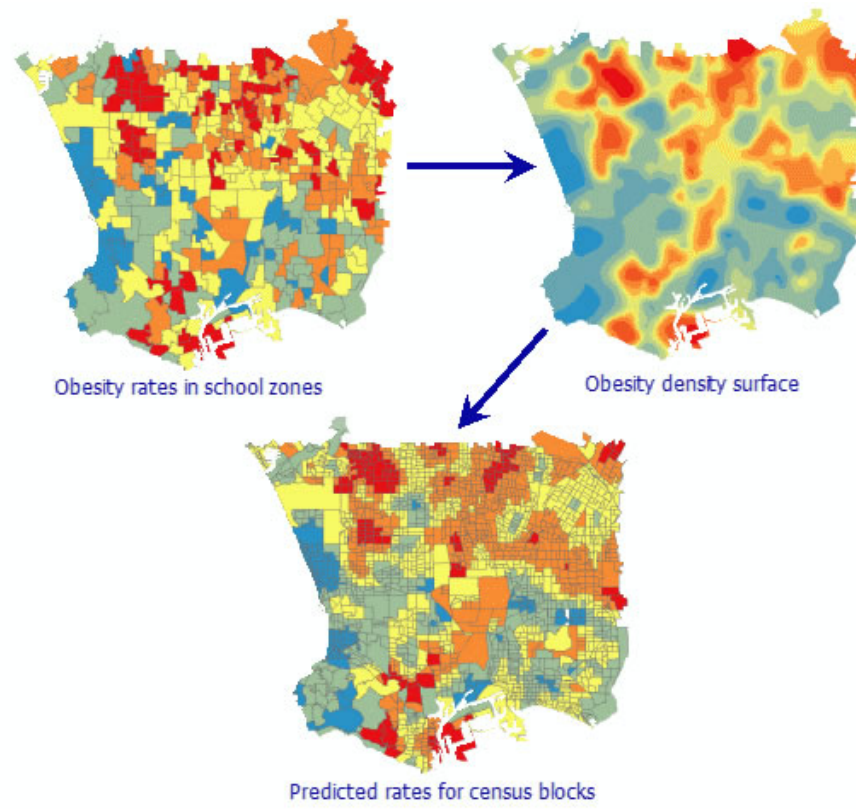 Obesity rates in school zones
Obesity density surface
Predicted rates for census blocks